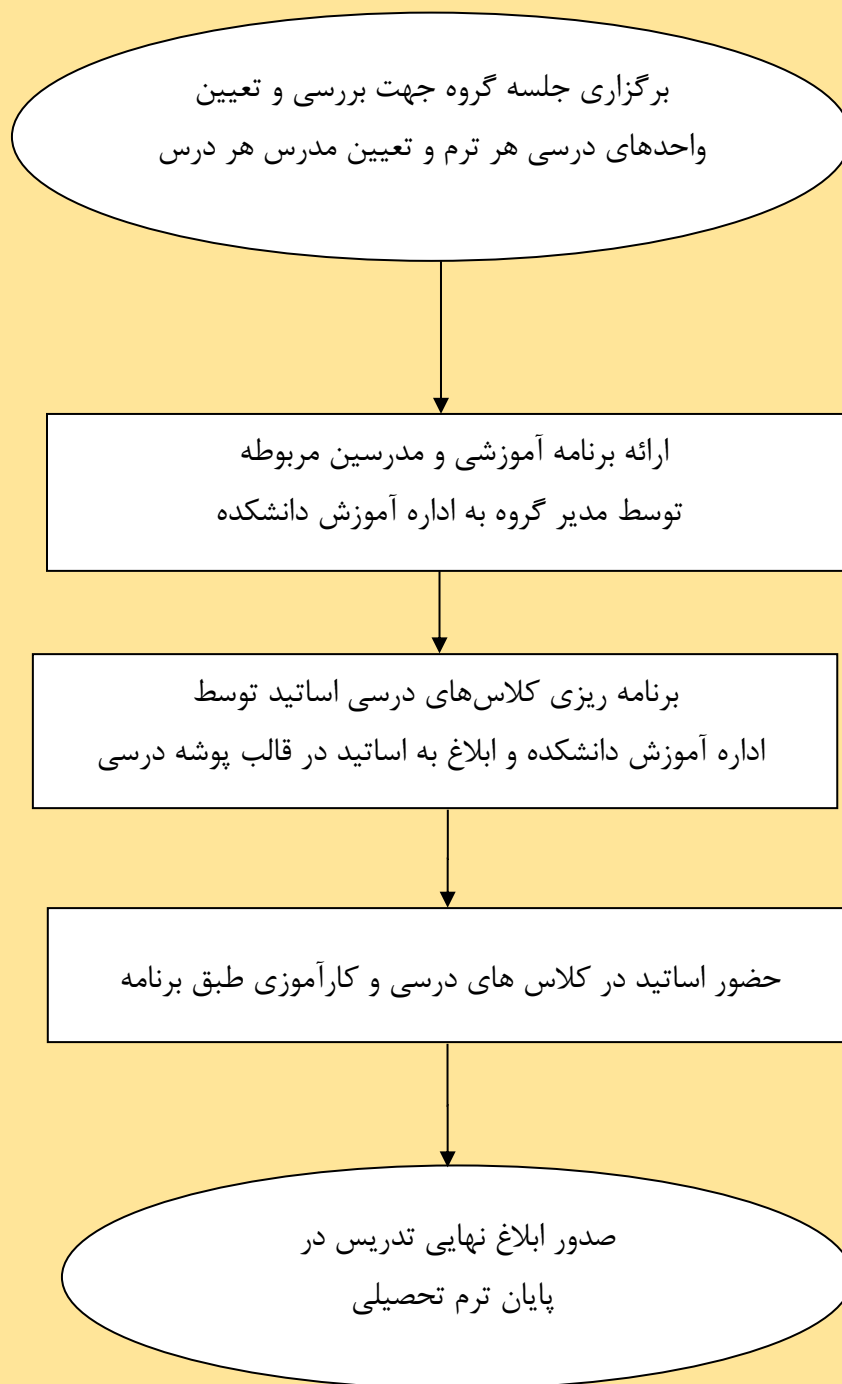 برگزاری جلسه گروه جهت بررسی و تعیین
واحدهای درسی هر ترم و تعیین مدرس هر درس
ارائه برنامه آموزشی و مدرسین مربوطه
توسط مدیر گروه به اداره آموزش دانشکده
برنامه ریزی کلاس‌های درسی اساتید توسط
اداره آموزش دانشکده و ابلاغ به اساتید در قالب پوشه درسی
حضور اساتید در کلاس های درسی و کارآموزی طبق برنامه
صدور ابلاغ نهایی تدریس در
پایان ترم تحصیلی